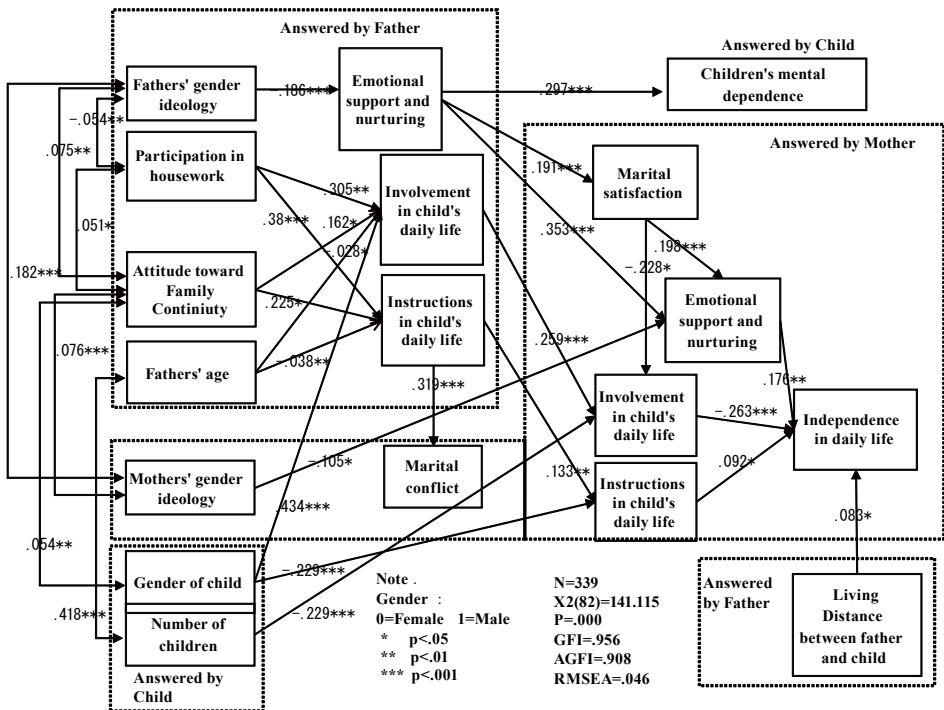 Answered by Father
Fathers' gender
ideology
-.186***
Emotional
support and
nurturing
.297***
Answered by Child
Children's mental
dependence
-.054**
.075**
Participation in
housework
.305**
.38***
.162*
-.028*
Involvement
in child's
daily life
Answered by Mother
.191***
Marital
satisfaction
.353***
.198***
-.228*
.051*
.182***
Attitude toward
Family
Continiuty
.225*
Instructions
in child's
daily life
Emotional
support and
nurturing
.259***
.076***
Fathers' age
-.038**
.319***
.176**
Involvement
in child's
daily life
-.263***
Independence
in daily life
Mothers' gender
ideology
-.105*
Marital
conflict
.133**
.092*
Instructions
in child's
daily life
.434***
.083*
.054**
Gender of child
-.229***
.418***
Number of
children
-.229***
Answered by
Child
Note .
Gender :
0=Female 1=Male
* p<.05
** p<.01
*** p<.001
N=339
X2(82)=141.115
P=.000
GFI=.956
AGFI=.908
RMSEA=.046
Answered
by Father
Living
Distance
between father
and child